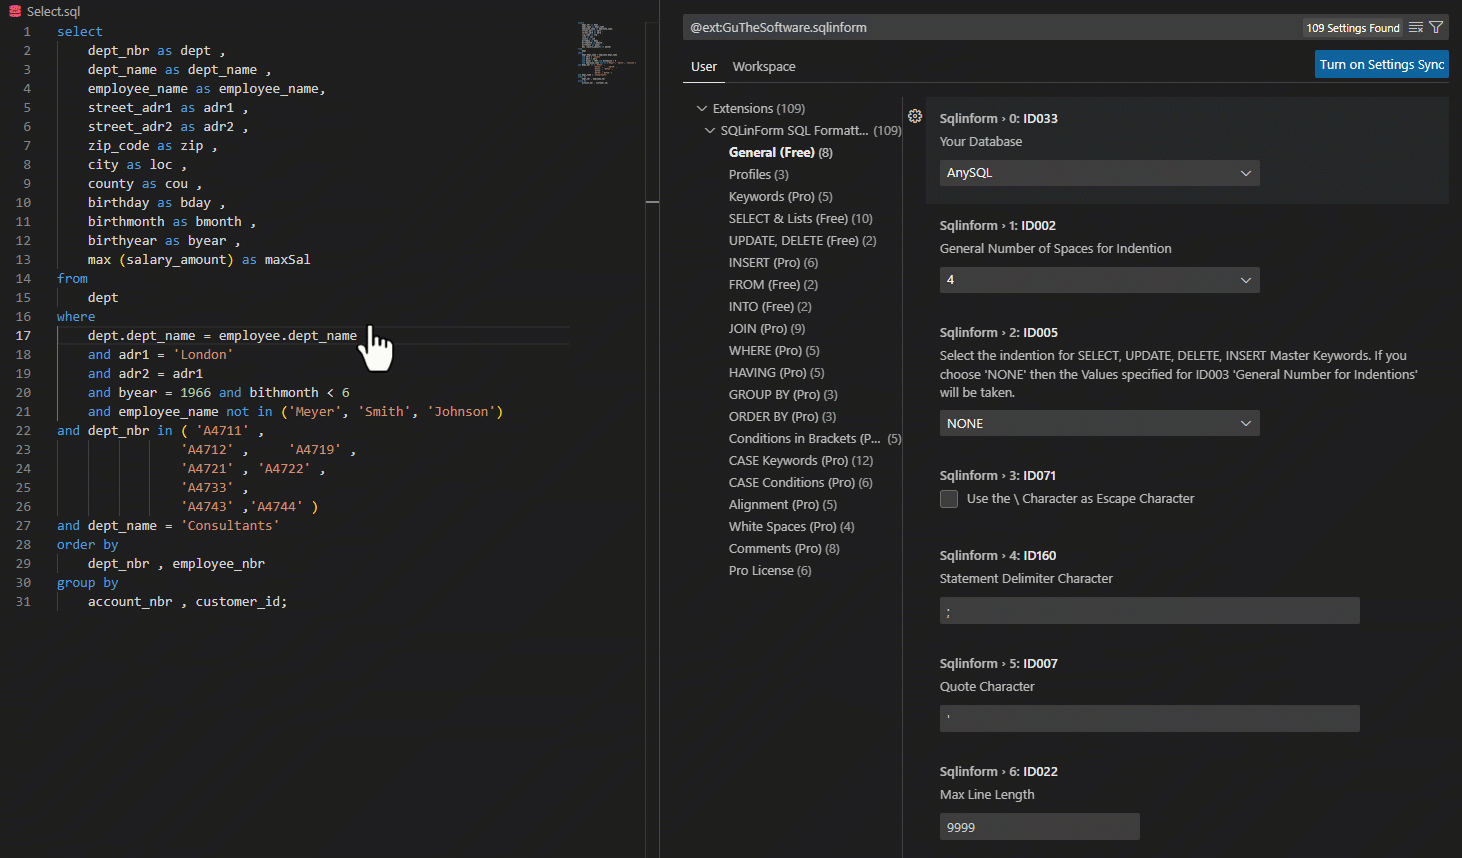 Select.sql
1 select
2 dept_nbr as dept ,
3 dept_name as dept_name ,
4 employee_name as employee_name,
5 street_adr1 as adr1 ,
6 street_adr2 as adr2 ,
7 zip_code as zip ,
8 city as loc ,
9 county as cou ,
10 birthday as bday ,
11 birthmonth as bmonth ,
12 birthyear as byear ,
13 max (salary_amount) as maxSal
14 from
15 dept
16 where
17 dept.dept_name = employee.dept_name
18 and adr1 = 'London'
19 and adr2 = adr1
20 and byear = 1966 and bithmonth < 6
21 and employee_name not in ('Meyer', 'Smith', 'Johnson')
22 and dept_nbr in ( 'A4711' ,
23 'A4712' , 'A4719' ,
24 'A4721' , 'A4722' ,
25 'A4733' ,
26 'A4743' ,'A4744' )
27 and dept_name = 'Consultants'
28 order by
29 dept_nbr , employee_nbr
30 group by
31 account_nbr , customer_id;
@ext:GuTheSoftware.sqlinform
109 Settings Found
User Workspace
Turn on Settings Sync
Extensions (109)
SQLinForm SQL Formatt... (109)
General (Free) (8)
Profiles (3)
Keywords (Pro) (5)
SELECT & Lists (Free) (10)
UPDATE, DELETE (Free) (2)
INSERT (Pro) (6)
FROM (Free) (2)
INTO (Free) (2)
JOIN (Pro) (9)
WHERE (Pro) (5)
HAVING (Pro) (5)
GROUP BY (Pro) (3)
ORDER BY (Pro) (3)
Conditions in Brackets (P... (5)
CASE Keywords (Pro) (12)
CASE Conditions (Pro) (6)
Alignment (Pro) (5)
White Spaces (Pro) (4)
Comments (Pro) (8)
Pro License (6)
Sqlinform › 0: ID033
Your Database
AnySQL
Sqlinform › 1: ID002
General Number of Spaces for Indention
4
Sqlinform › 2: ID005
Select the indention for SELECT, UPDATE, DELETE, INSERT Master Keywords. If you
choose 'NONE' then the Values specified for ID003 'General Number for Indentions'
will be taken.
NONE
Sqlinform › 3: ID071
Use the \ Character as Escape Character
Sqlinform › 4: ID160
Statement Delimiter Character
;
Sqlinform › 5: ID007
Quote Character
'
Sqlinform › 6: ID022
Max Line Length
9999